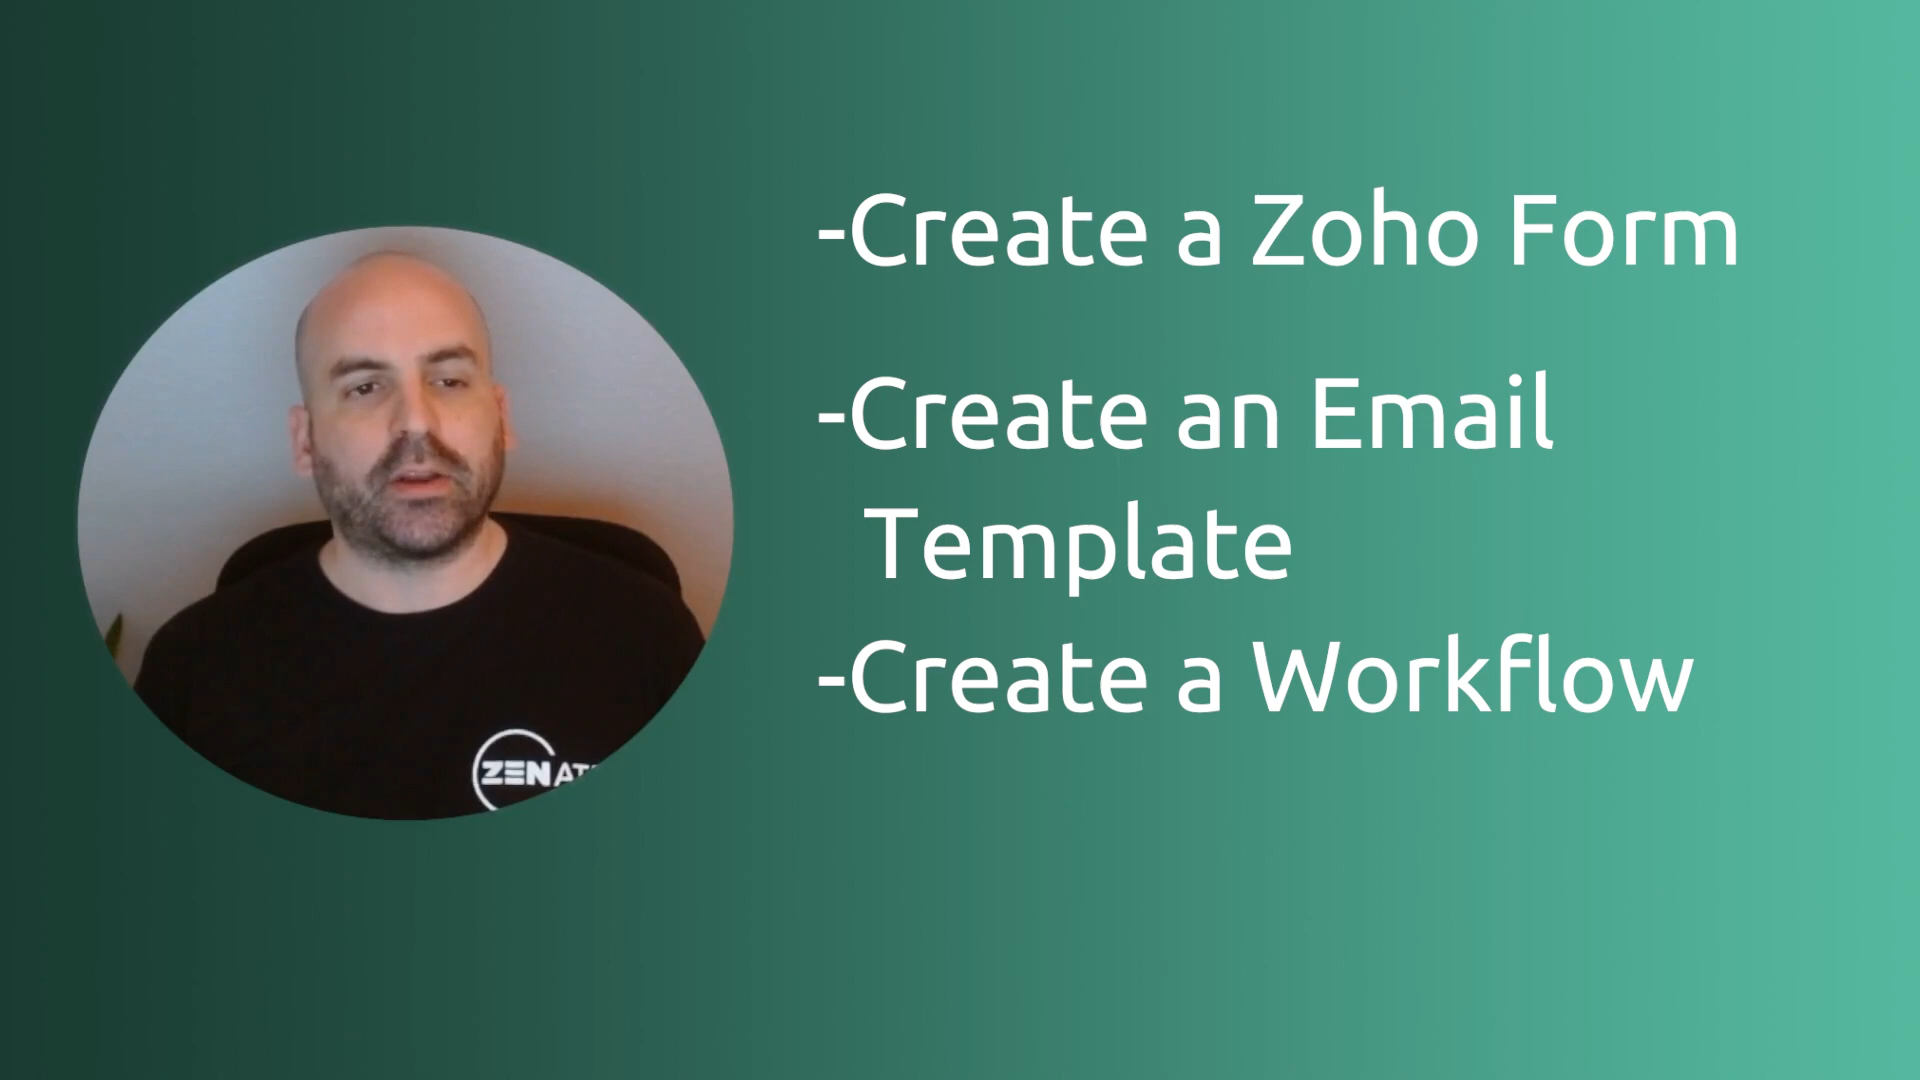 -Create a Zoho Form
-Create an Email
Template
-Create a Workflow
ZEN